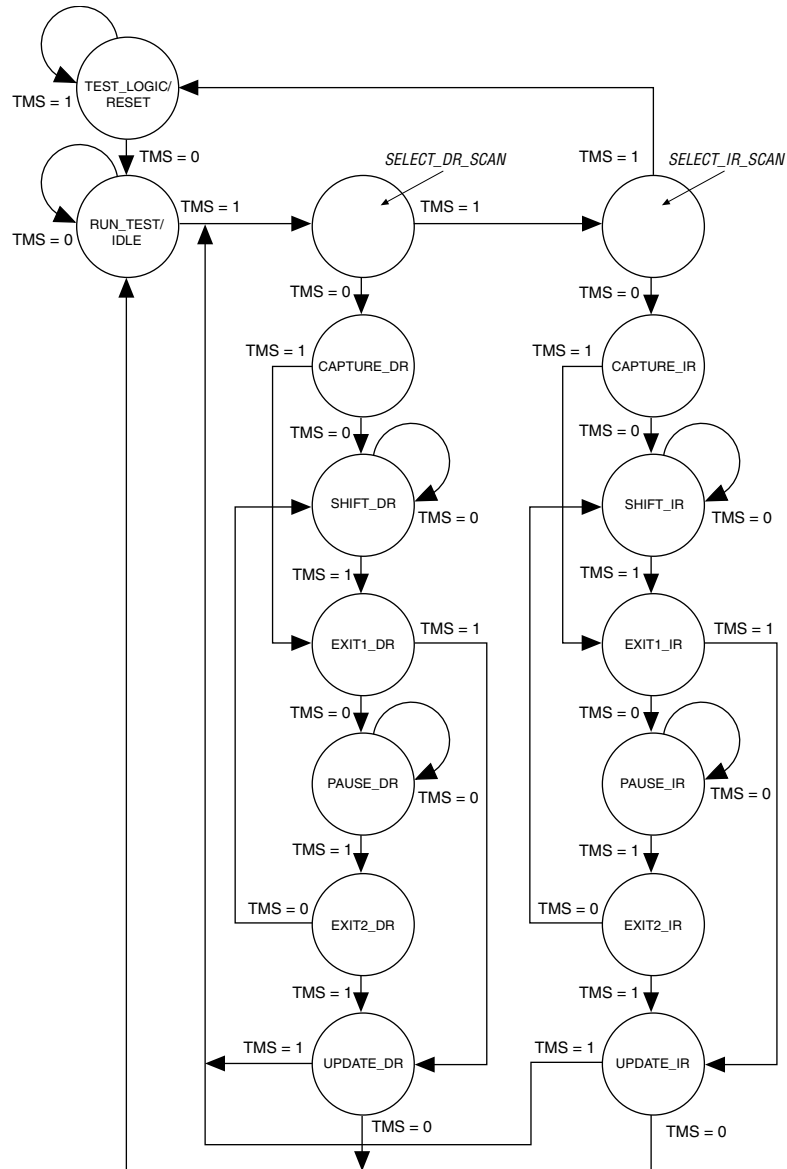 TEST_LOGIC/
RESET
TMS = 1
TMS = 0
SELECT_DR_SCAN
TMS = 1
SELECT_IR_SCAN
RUN_TEST/
IDLE
TMS = 0
TMS = 1
TMS = 1
TMS = 0
TMS = 0
TMS = 1
CAPTURE_DR
TMS = 1
CAPTURE_IR
TMS = 0
TMS = 0
SHIFT_DR
TMS = 0
SHIFT_IR
TMS = 0
TMS = 1
TMS = 1
EXIT1_DR
TMS = 1
EXIT1_IR
TMS = 1
TMS = 0
TMS = 0
PAUSE_DR
TMS = 0
PAUSE_IR
TMS = 0
TMS = 1
TMS = 1
TMS = 0
EXIT2_DR
TMS = 0
EXIT2_IR
TMS = 1
TMS = 1
TMS = 1
UPDATE_DR
TMS = 1
UPDATE_IR
TMS = 0
TMS = 0